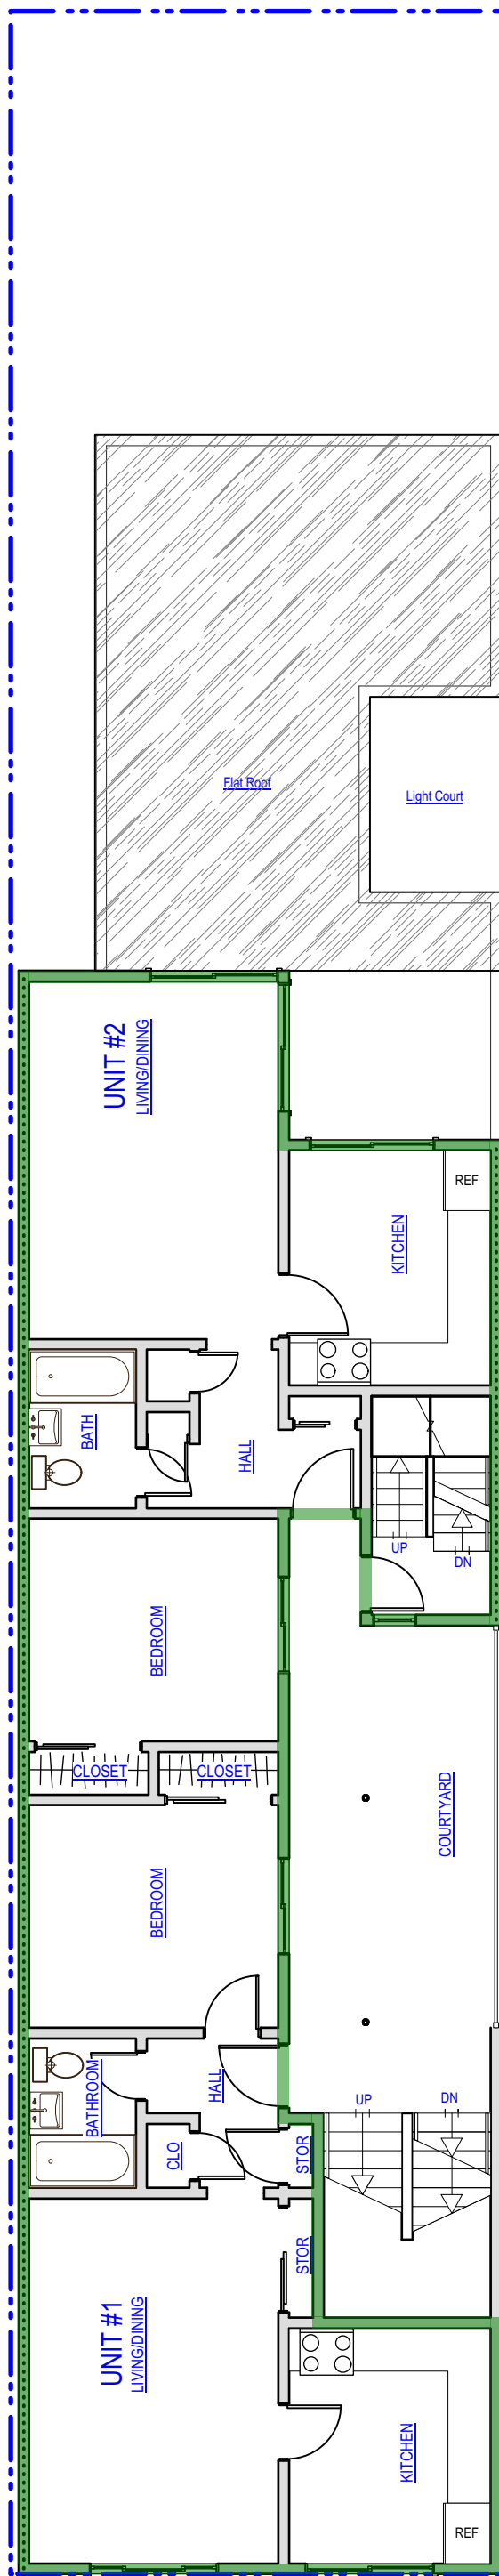 Flat Roof
Light Court
UNIT #2
LIVING/DINING
REF
KITCHEN
BATH
HALL
UP
DN
BEDROOM
CLOSET
CLOSET
COURTYARD
BEDROOM
HALL
BATHROOM
UP
DN
CLO
STOR
STOR
UNIT #1
LIVING/DINING
KITCHEN
REF